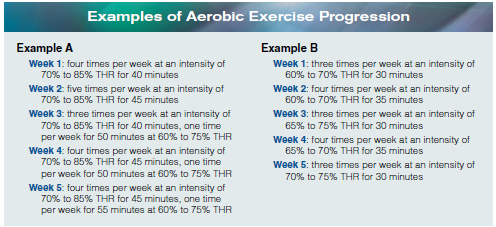 Examples of Aerobic Exercise Progression
Example A
Week 1: four times per week at an intensity of
70% to 85% THR for 40 minutes
Week 2: five times per week at an intensity of
70% to 85% THR for 45 minutes
Week 3: three times per week at an intensity of
70% to 85% THR for 40 minutes, one time
per week for 50 minutes at 60% to 75% THR
Week 4: four times per week at an intensity of
70% to 85% THR for 45 minutes, one time
per week for 50 minutes at 60% to 75% THR
Week 5: four times per week at an intensity of
70% to 85% THR for 45 minutes, one time
per week for 55 minutes at 60% to 75% THR
Example B
Week 1: three times per week at an intensity of
60% to 70% THR for 30 minutes
Week 2: four times per week at an intensity of
60% to 70% THR for 35 minutes
Week 3: three times per week at an intensity of
65% to 75% THR for 30 minutes
Week 4: four times per week at an intensity of
65% to 70% THR for 35 minutes
Week 5: three times per week at an intensity of
70% to 75% THR for 30 minutes